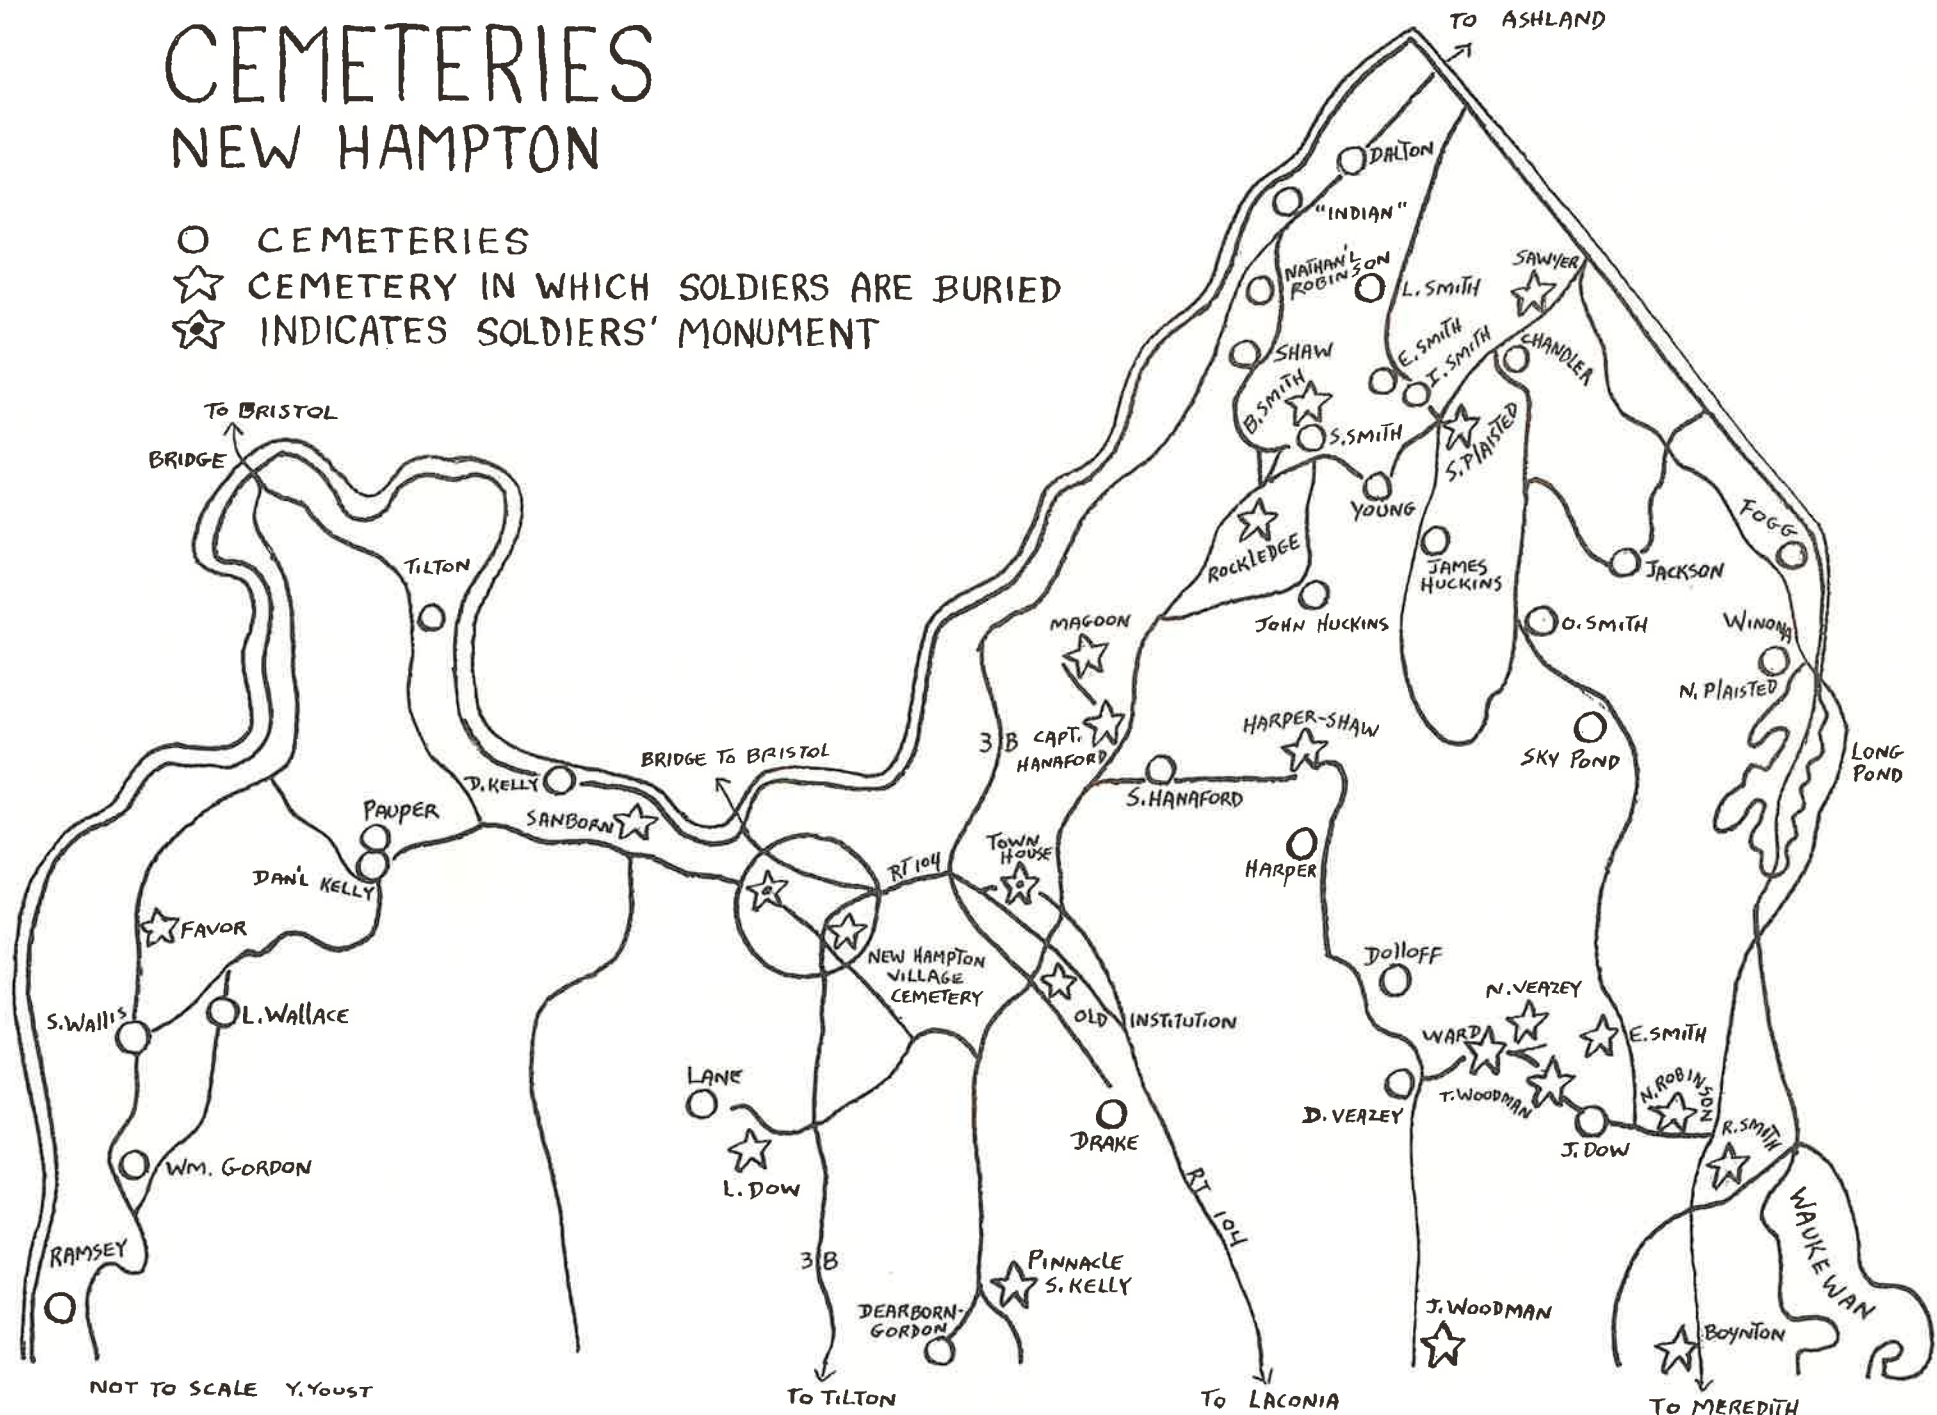 CEMETERIES
NEW HAMPTON
CEMETERIES
CEMETERY IN WHICH SOLDIERS ARE BURIED
INDICATES SOLDIERS' MONUMENT
TO ASHLAND
DALTON
"INDIAN"
NATHAN'L
ROBINSON
L. SMITH
SAWYER
SHAW
E. SMITH
I. SMITH
CHANDLER
B. SMITH
S. SMITH
S. PlAISTED
YOUNG
ROCKLEDGE
JAMES
HUCKINS
JACKSON
FOGG
JOHN HUCKINS
O. SMITH
WINONA
N. PlAISTED
MAGOON
3B
CAPT.
HANAFORD
HARPER-SHAW
SKY POND
LONG
POND
S. HANAFORD
HARPER
TO BRISTOL
BRIDGE
TILTON
BRIDGE TO BRISTOL
D. KELLY
SANBORN
PAUPER
DAN'L KELLY
RT 104
TOWN
HOUSE
FAVOR
NEW HAMPTON
VILLAGE
CEMETERY
OLD INSTITUTION
DOllOFF
S. WAllIS
L. WAllACE
N. VEAZEY
WARD
E. SMITH
T. WOODMAN
N. ROBINSON
D. VEAZEY
J. DOW
R. SMITH
LANE
L. DOW
DRAKE
WM. GORDON
RT 104
WAUKEWAN
RAMSEY
3B
PINNACLE
S. KELLY
DEARBORN-
GORDON
J. WOODMAN
BOYNTON
NOT TO SCALE Y. YOUST
TO TILTON
TO LACONIA
TO MEREDITH